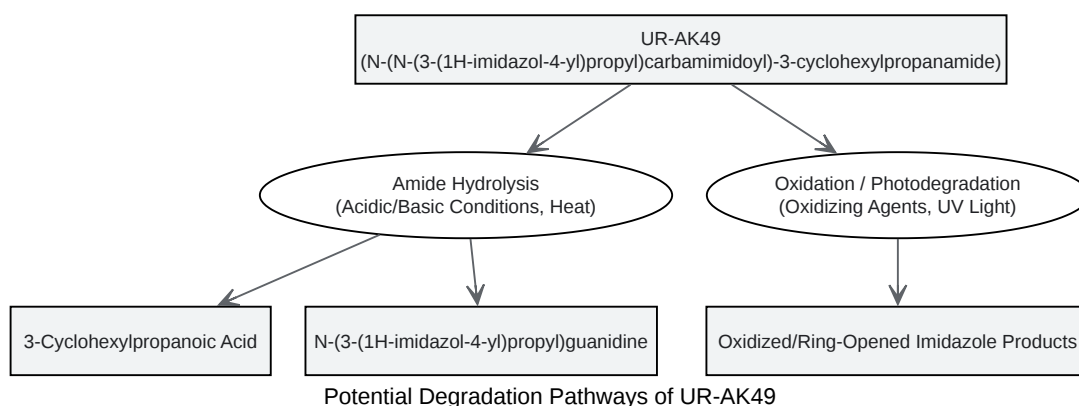 UR-AK49
(N-(N-(3-(1H-imidazol-4-yl)propyl)carbamimidoyl)-3-cyclohexylpropanamide)
Amide Hydrolysis
(Acidic/Basic Conditions, Heat)
Oxidation / Photodegradation
(Oxidizing Agents, UV Light)
3-Cyclohexylpropanoic Acid
N-(3-(1H-imidazol-4-yl)propyl)guanidine
Oxidized/Ring-Opened Imidazole Products
Potential Degradation Pathways of UR-AK49